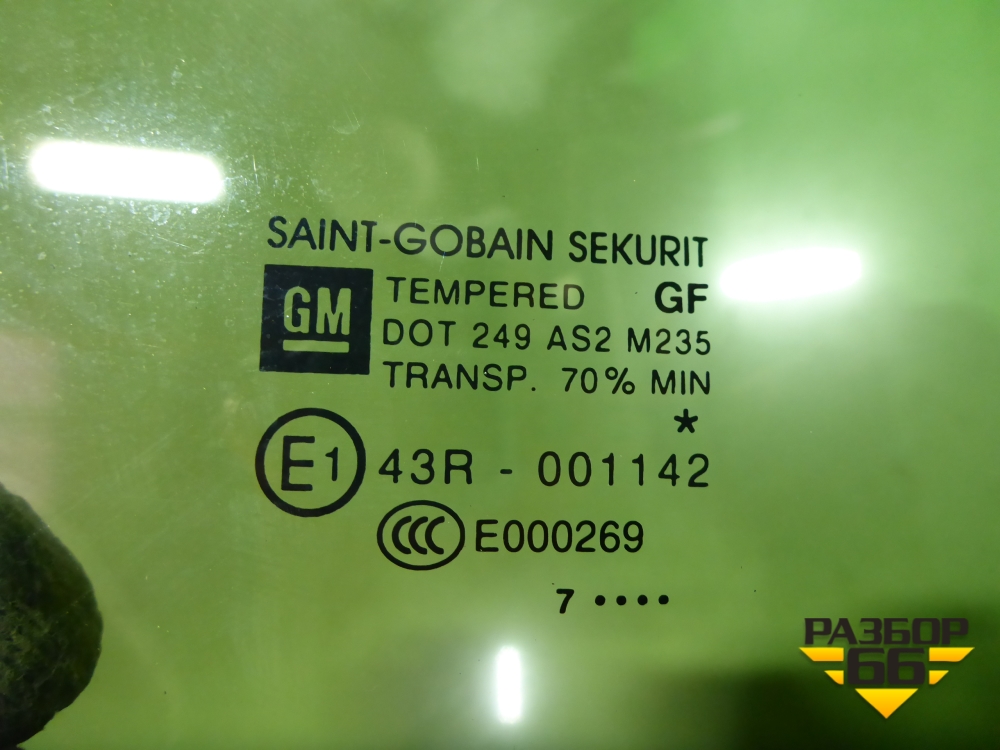 SAINT-GOBAIN SEKURIT
GM
TEMPERED GF
DOT 249 AS2 M235
TRANSP. 70% MIN
*
E1 43R - 001142
CCC E000269
7 ••••
РАЗБОР
66